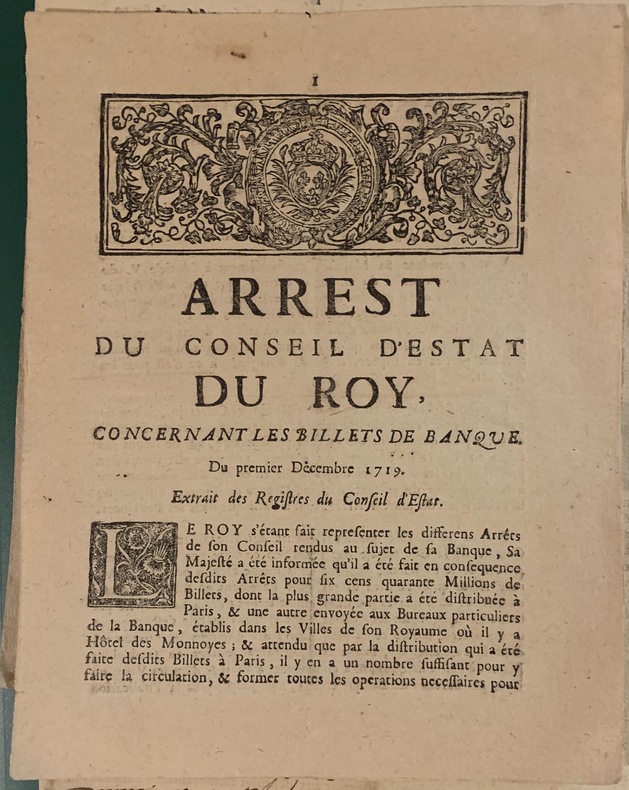 I
ARREST
DU CONSEIL D'ESTAT
DU ROY,
CONCERNANT LES BILLETS DE BANQUE.
Du premier Décembre 1719.
Extrait des Regiſtres du Conſeil d'Eſtat.
LE ROY s'étant fait repreſenter les differens Arrêts
de ſon Conſeil rendus au ſujet de ſa Banque, Sa
Majeſté a été informée qu'il a été fait en conſequence
deſdits Arrêts pour ſix cens quarante Millions de
Billets, dont la plus grande partie a été diſtribuée à
Paris, & une autre envoyée aux Bureaux particuliers
de la Banque, établis dans les Villes de ſon Royaume où il y a
Hôtel des Monnoyes; & attendu que par la diſtribution qui a été
faite deſdits Billets à Paris, il y en a un nombre ſuffiſant pour y
faire la circulation, & former toutes les operations neceſſaires pour